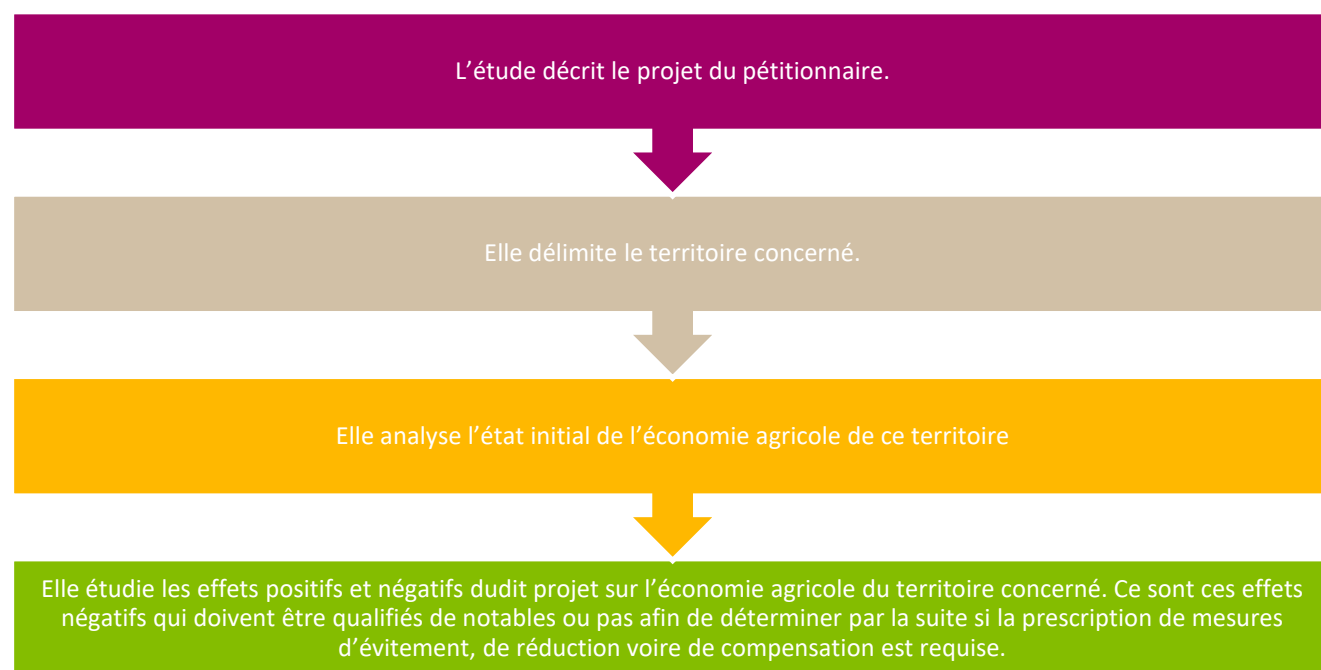 L’étude décrit le projet du pétitionnaire.
Elle délimite le territoire concerné.
Elle analyse l’état initial de l’économie agricole de ce territoire
Elle étudie les effets positifs et négatifs dudit projet sur l’économie agricole du territoire concerné. Ce sont ces effets
négatifs qui doivent être qualifiés de notables ou pas afin de déterminer par la suite si la prescription de mesures
d’évitement, de réduction voire de compensation est requise.